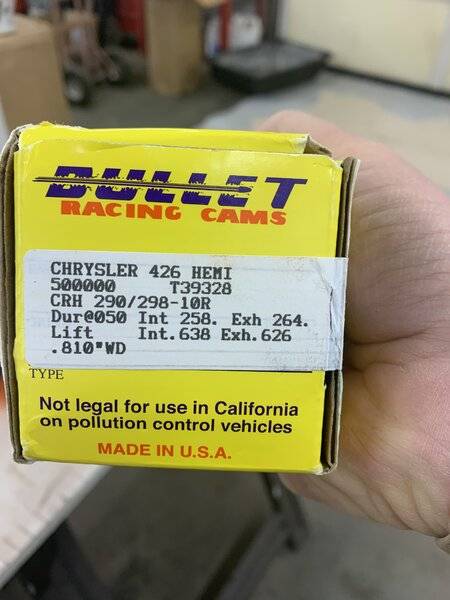 BULLET
RACING CAMS
CHRYSLER 426 HEMI
500000 T39328
CRH 290/298-10R
Dur@050 Int 258. Exh 264.
Lift Int.638 Exh.626
.810"WD
TYPE
Not legal for use in California
on pollution control vehicles
MADE IN U.S.A.